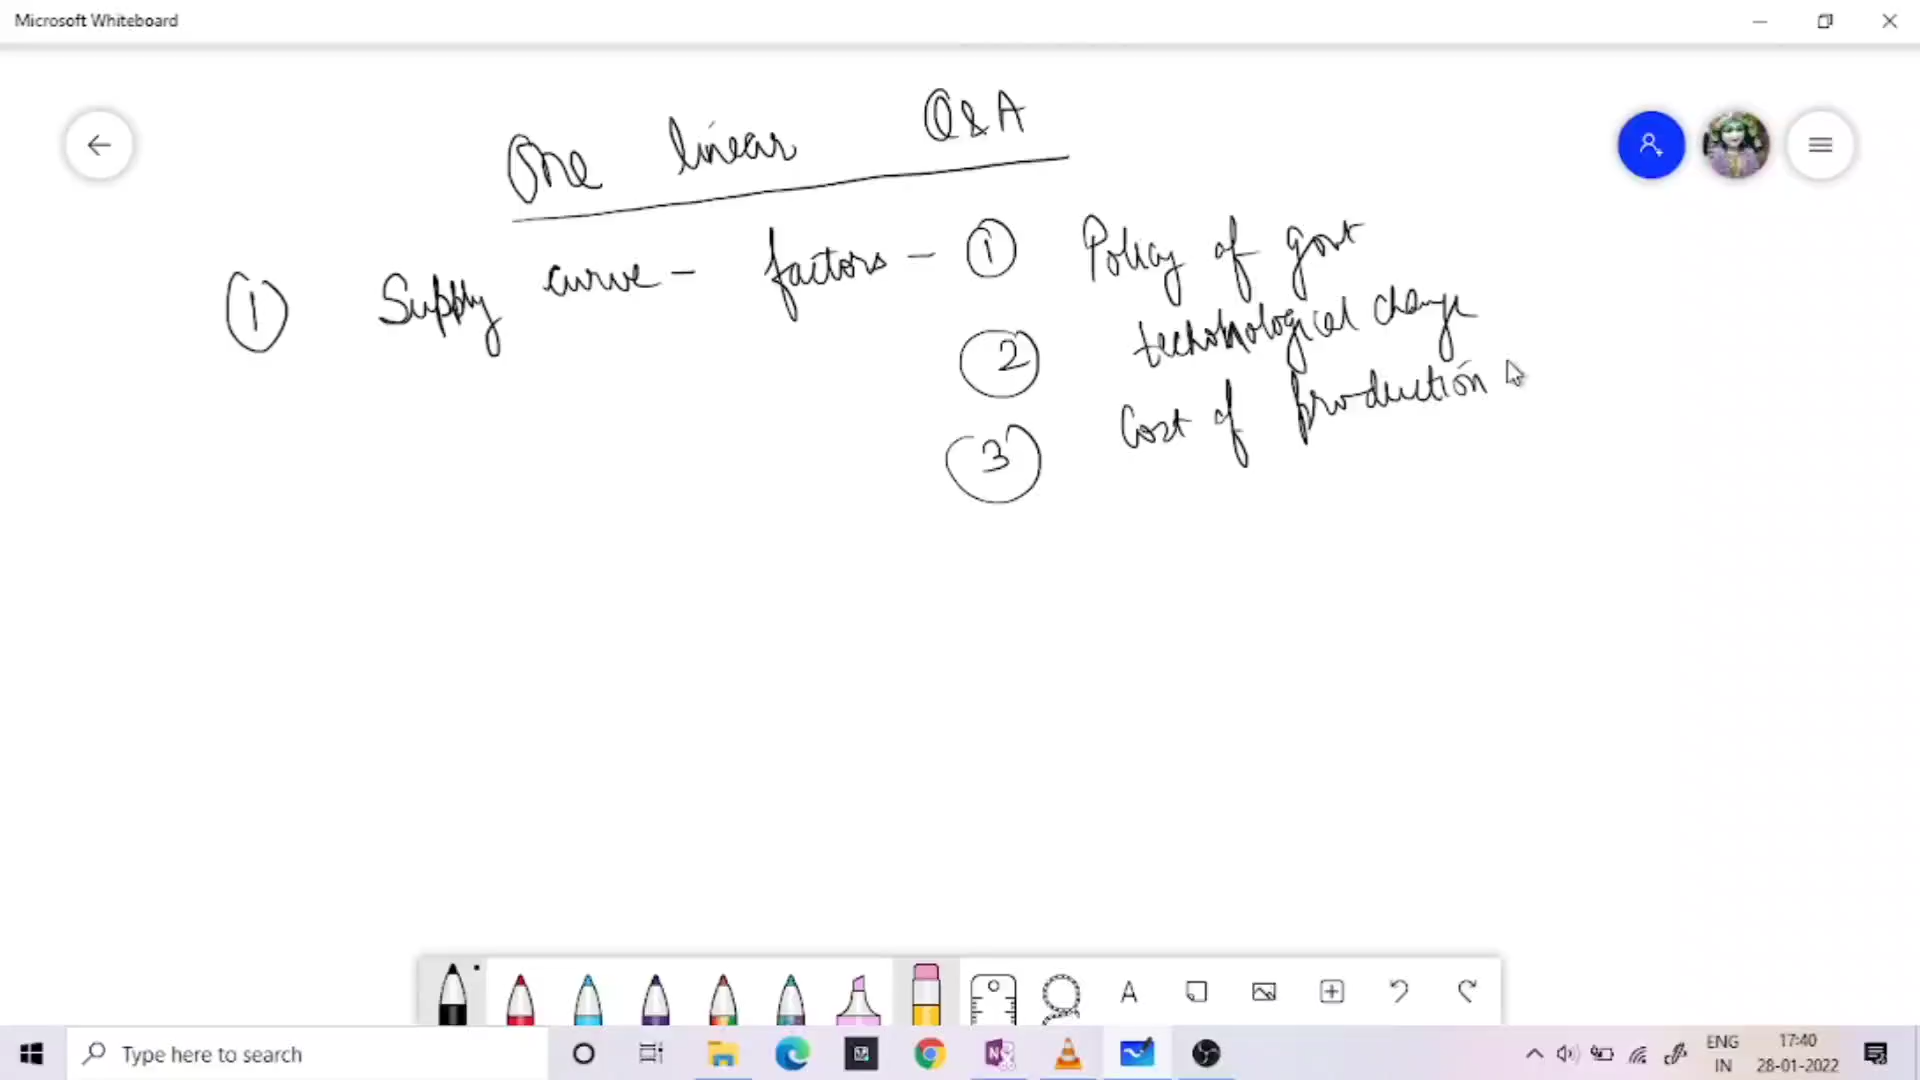 Microsoft Whiteboard
One linear Q&A
① Supply curve - factors - ① Policy of govt
② technological change
③ Cost of production
A
Type here to search
ENG
IN
17:40
28-01-2022